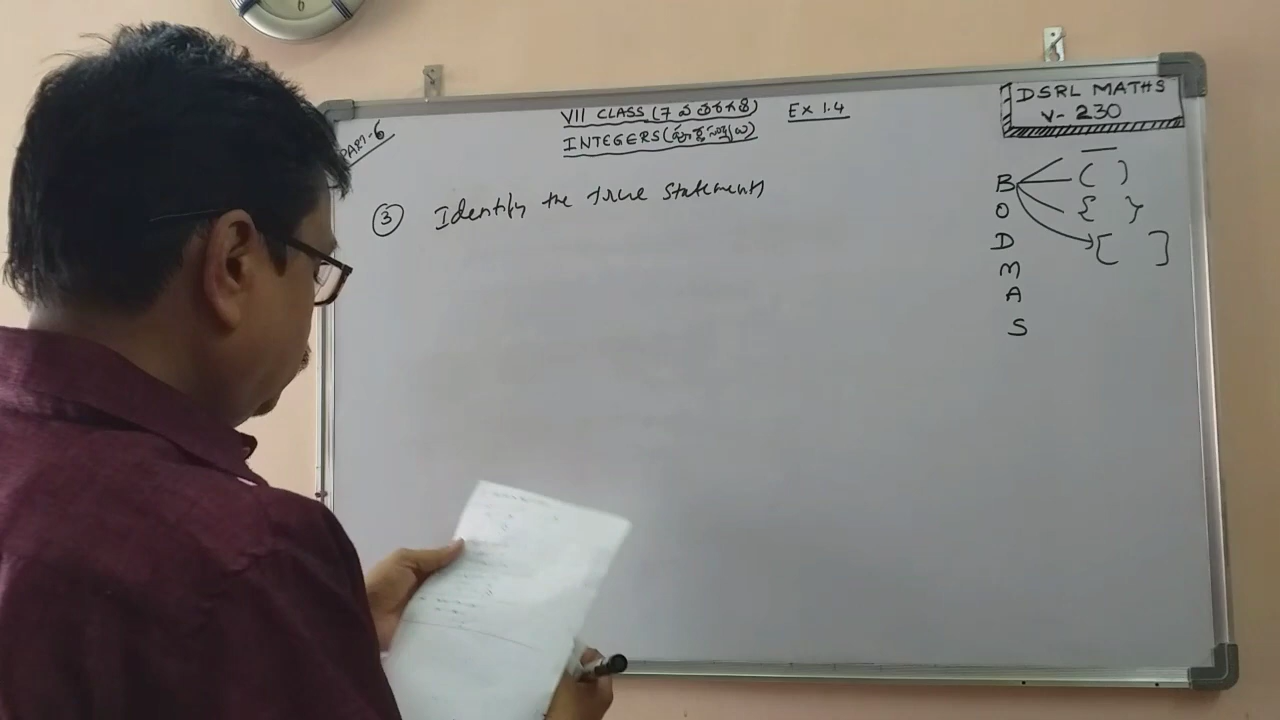 PART-6
VII CLASS (7 వ తరగతి) EX 1.4
INTEGERS (పూర్ణసంఖ్యలు)
DSRL MATHS
V- 230
③ Identify the true statements
B ( )
O { }
D [ ]
M
A
S